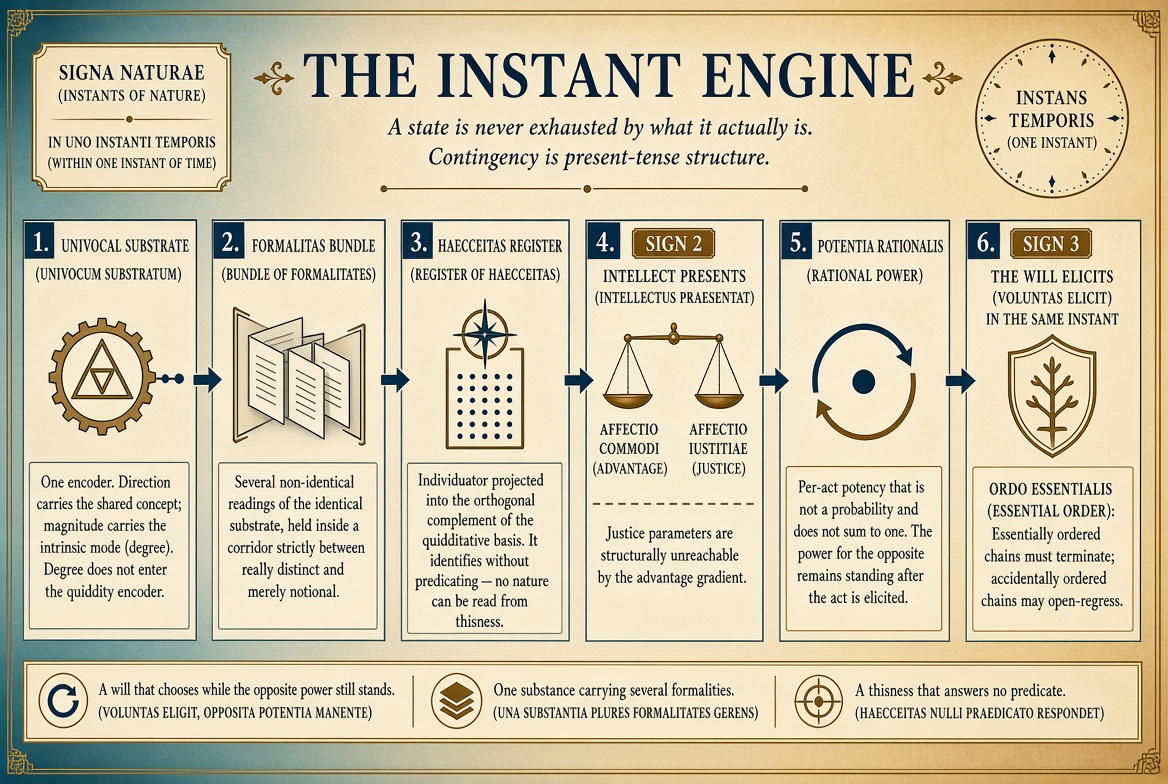 SIGNA NATURAE
(INSTANTS OF NATURE)
IN UNO INSTANTI TEMPORIS
(WITHIN ONE INSTANT OF TIME)
THE INSTANT ENGINE
A state is never exhausted by what it actually is.
Contingency is present-tense structure.
INSTANS
TEMPORIS
(ONE INSTANT)
1. UNIVOCAL SUBSTRATE
(UNIVOCUM SUBSTRATUM)
One encoder. Direction
carries the shared concept;
magnitude carries the
intrinsic mode (degree).
Degree does not enter
the quiddity encoder.
2. FORMALITAS BUNDLE
(BUNDLE OF FORMALITATES)
Several non-identical
readings of the identical
substrate, held inside a
corridor strictly between
really distinct and
merely notional.
3. HAECCEITAS REGISTER
(REGISTER OF HAECCEITAS)
Individuator projected
into the orthogonal
complement of the
quidditative basis. It
identifies without
predicating — no nature
can be read from
thisness.
4. SIGN 2
INTELLECT PRESENTS
(INTELLECTUS PRAESENTAT)
AFFECTIO
COMMODI
(ADVANTAGE)
AFFECTIO
IUSTITIAE
(JUSTICE)
Justice parameters are
structurally unreachable
by the advantage gradient.
5. POTENTIA RATIONALIS
(RATIONAL POWER)
Per-act potency that is
not a probability and
does not sum to one. The
power for the opposite
remains standing after
the act is elicited.
6. SIGN 3
THE WILL ELICITS
(VOLUNTAS ELICIT)
IN THE SAME INSTANT
ORDO ESSENTIALIS
(ESSENTIAL ORDER):
Essentially ordered
chains must terminate;
accidentally ordered
chains may open-regress.
A will that chooses while the opposite power still stands.
(VOLUNTAS ELIGIT, OPPOSITA POTENTIA MANENTE)
One substance carrying several formalities.
(UNA SUBSTANTIA PLURES FORMALITATES GERENS)
A thisness that answers no predicate.
(HAECCEITAS NULLI PRAEDICATO RESPONDET)